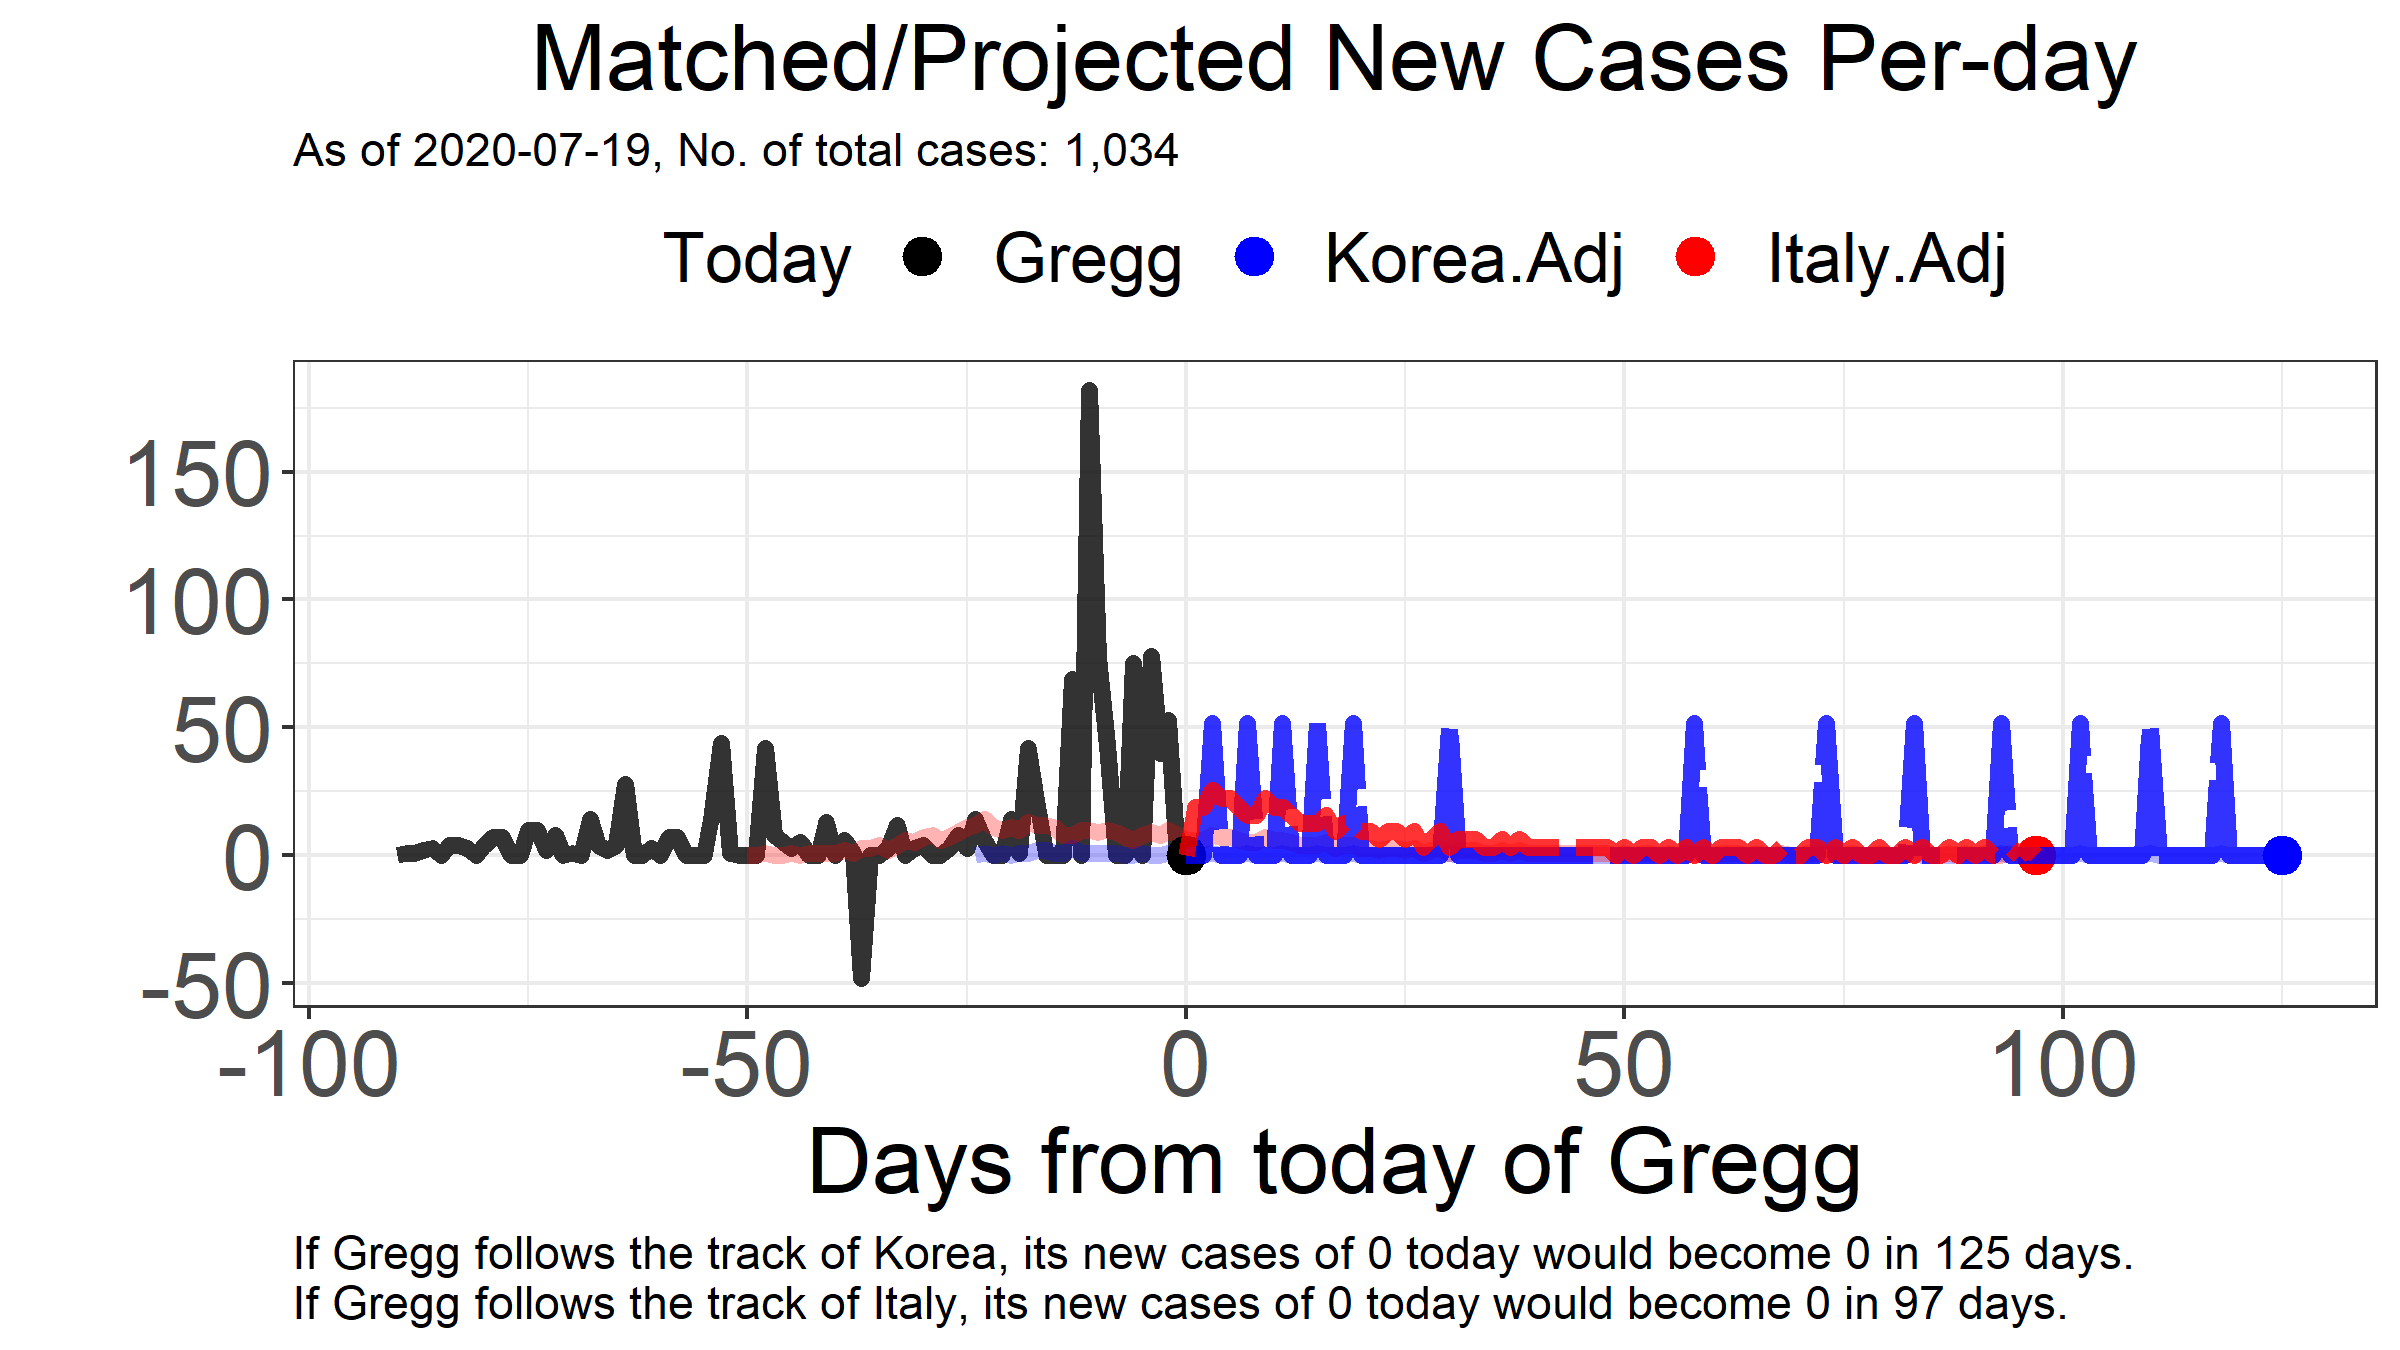 Matched/Projected New Cases Per-day
As of 2020-07-19, No. of total cases: 1,034
Today Gregg Korea.Adj Italy.Adj
150
100
50
0
-50
-100 -50 0 50 100
Days from today of Gregg
If Gregg follows the track of Korea, its new cases of 0 today would become 0 in 125 days.
If Gregg follows the track of Italy, its new cases of 0 today would become 0 in 97 days.